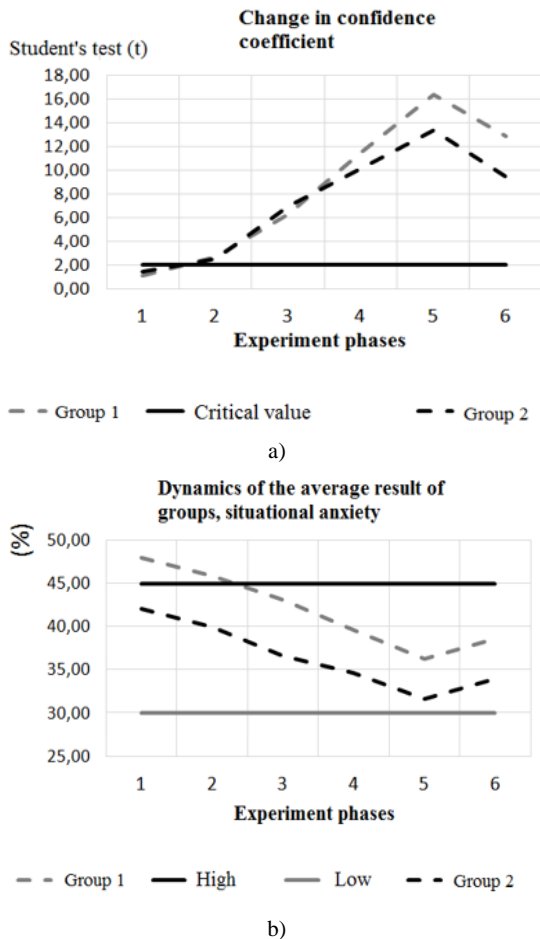 Change in confidence
coefficient
Student's test (t)
18,00
16,00
14,00
12,00
10,00
8,00
6,00
4,00
2,00
0,00
1 2 3 4 5 6
Experiment phases
Group 1 Critical value Group 2
a)
Dynamics of the average result of
groups, situational anxiety
(%)
50,00
45,00
40,00
35,00
30,00
25,00
1 2 3 4 5 6
Experiment phases
Group 1 High Low Group 2
b)